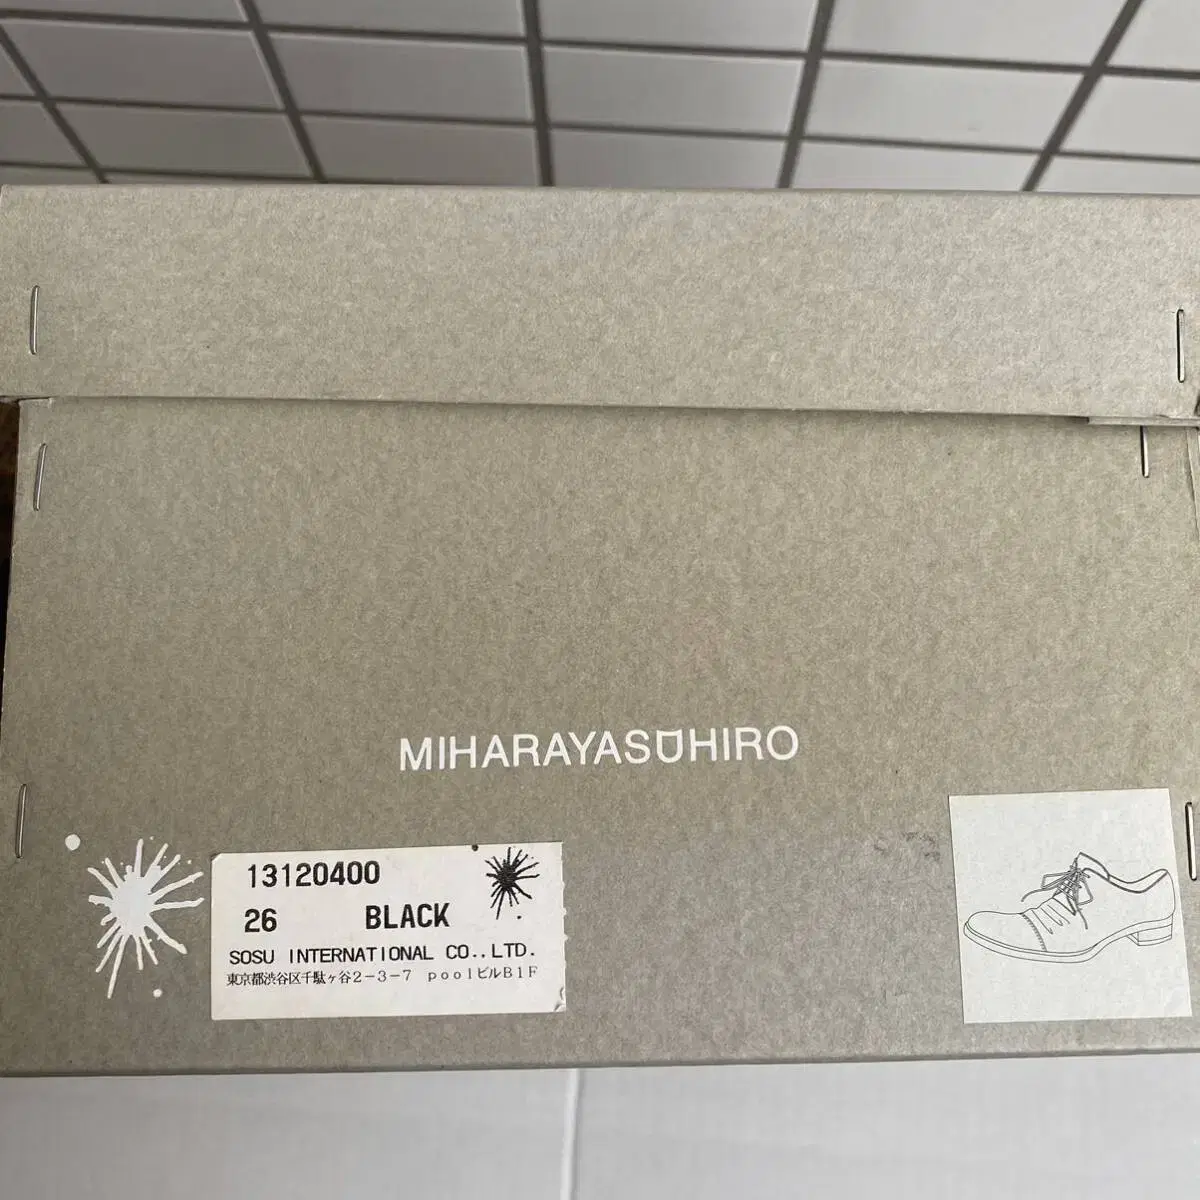 MIHARAYASUHIRO
13120400
26 BLACK
SOSU INTERNATIONAL CO.,LTD.
東京都渋谷区千駄ヶ谷2-3-7 poolビルB1F